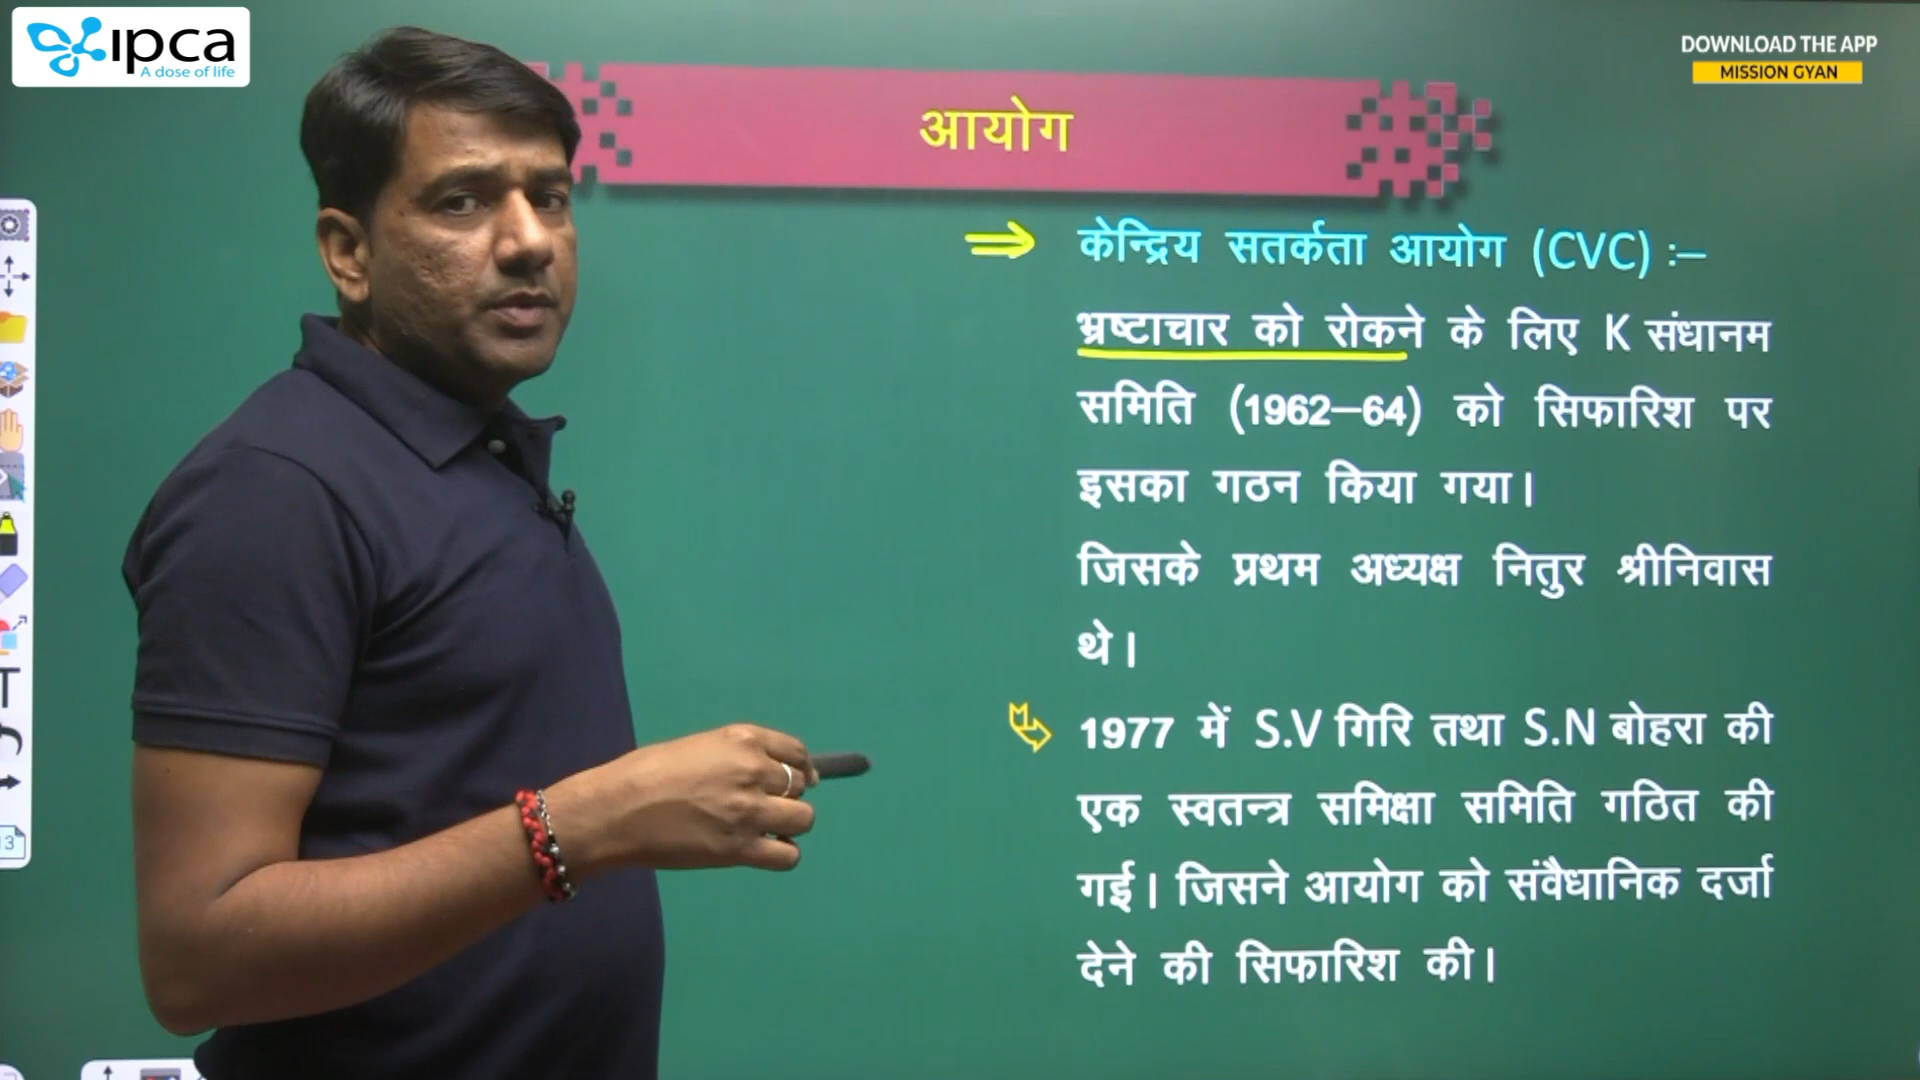 ipca
A dose of life
DOWNLOAD THE APP
MISSION GYAN
आयोग
केन्द्रिय सतर्कता आयोग (CVC) :–
भ्रष्टाचार को रोकने के लिए K संधानम
समिति (1962–64) को सिफारिश पर
इसका गठन किया गया।
जिसके प्रथम अध्यक्ष नितुर श्रीनिवास
थे।
1977 में S.V गिरि तथा S.N बोहरा की
एक स्वतन्त्र समिक्षा समिति गठित की
गई। जिसने आयोग को संवैधानिक दर्जा
देने की सिफारिश की।
T
13